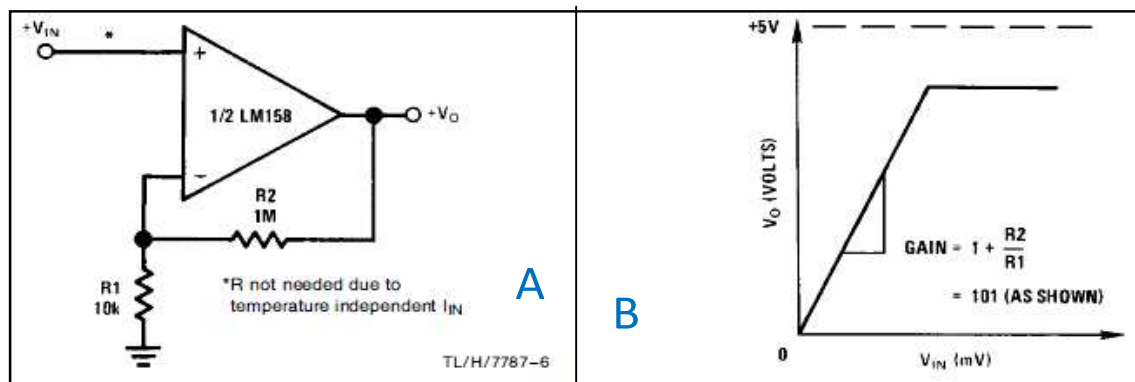 +VIN
*
+
1/2 LM158
+VO
−
R2
1M
R1
10k
*R not needed due to
temperature independent IIN
A
TL/H/7787–6
+5V
VO (VOLTS)
GAIN = 1 + R2/R1
= 101 (AS SHOWN)
B
0
VIN (mV)